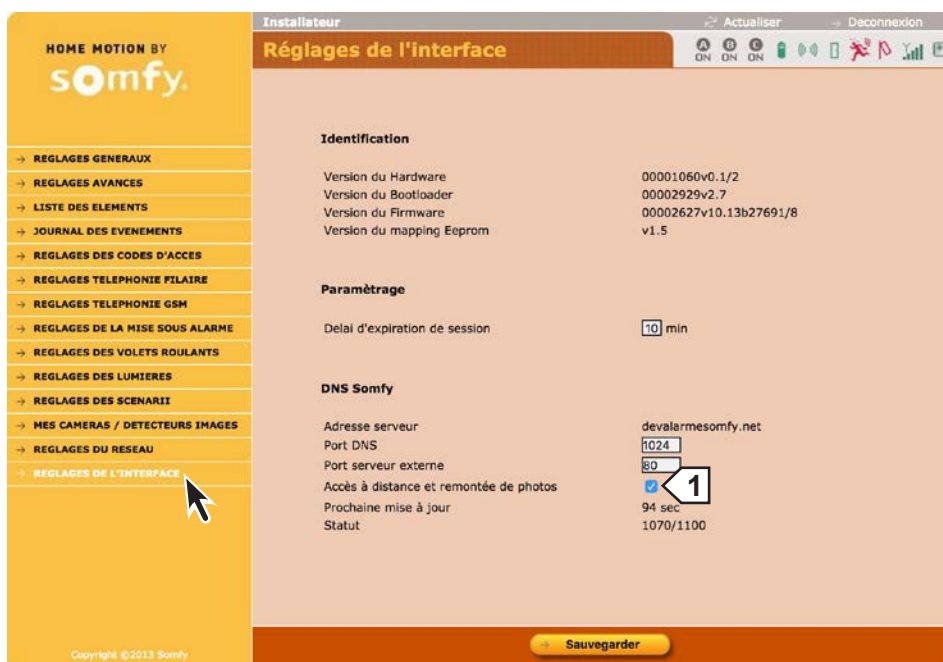 Installateur
Actualiser
Deconnexion
HOME MOTION BY
somfy.
Réglages de l'interface
A B C
ON ON ON
→ REGLAGES GENERAUX
→ REGLAGES AVANCES
→ LISTE DES ELEMENTS
→ JOURNAL DES EVENEMENTS
→ REGLAGES DES CODES D'ACCES
→ REGLAGES TELEPHONIE FILAIRE
→ REGLAGES TELEPHONIE GSM
→ REGLAGES DE LA MISE SOUS ALARME
→ REGLAGES DES VOLETS ROULANTS
→ REGLAGES DES LUMIERES
→ REGLAGES DES SCENARII
→ MES CAMERAS / DETECTEURS IMAGES
→ REGLAGES DU RESEAU
→ REGLAGES DE L'INTERFACE
Copyright ©2013 Somfy
Identification
Version du Hardware 00001060v0.1/2
Version du Bootloader 00002929v2.7
Version du Firmware 00002627v10.13b27691/8
Version du mapping Eeprom v1.5
Paramètrage
Delai d'expiration de session 10 min
DNS Somfy
Adresse serveur devalarmesomfy.net
Port DNS 1024
Port serveur externe 80
Accès à distance et remontée de photos 1
Prochaine mise à jour 94 sec
Statut 1070/1100
Sauvegarder